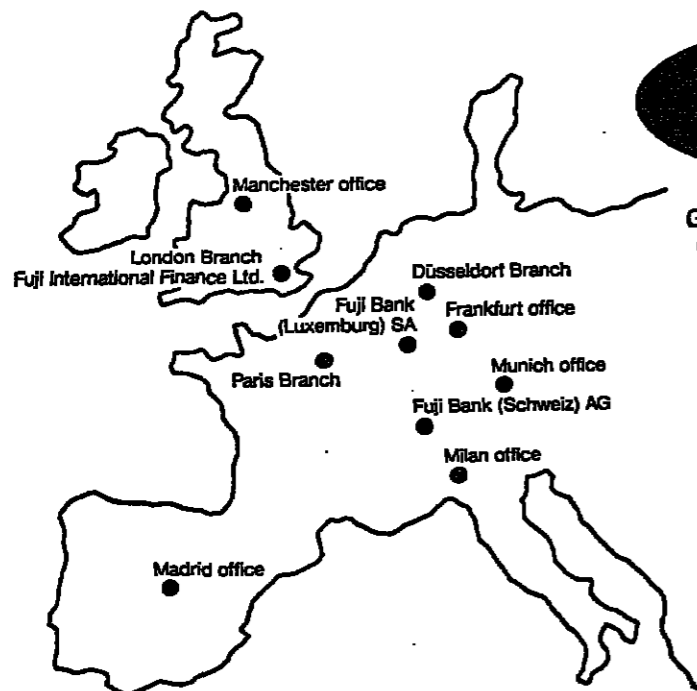 Manchester office
London Branch
Fuji International Finance Ltd.
Düsseldorf Branch
Fuji Bank
(Luxemburg) SA
Frankfurt office
Paris Branch
Munich office
Fuji Bank (Schweiz) AG
Milan office
Madrid office
G